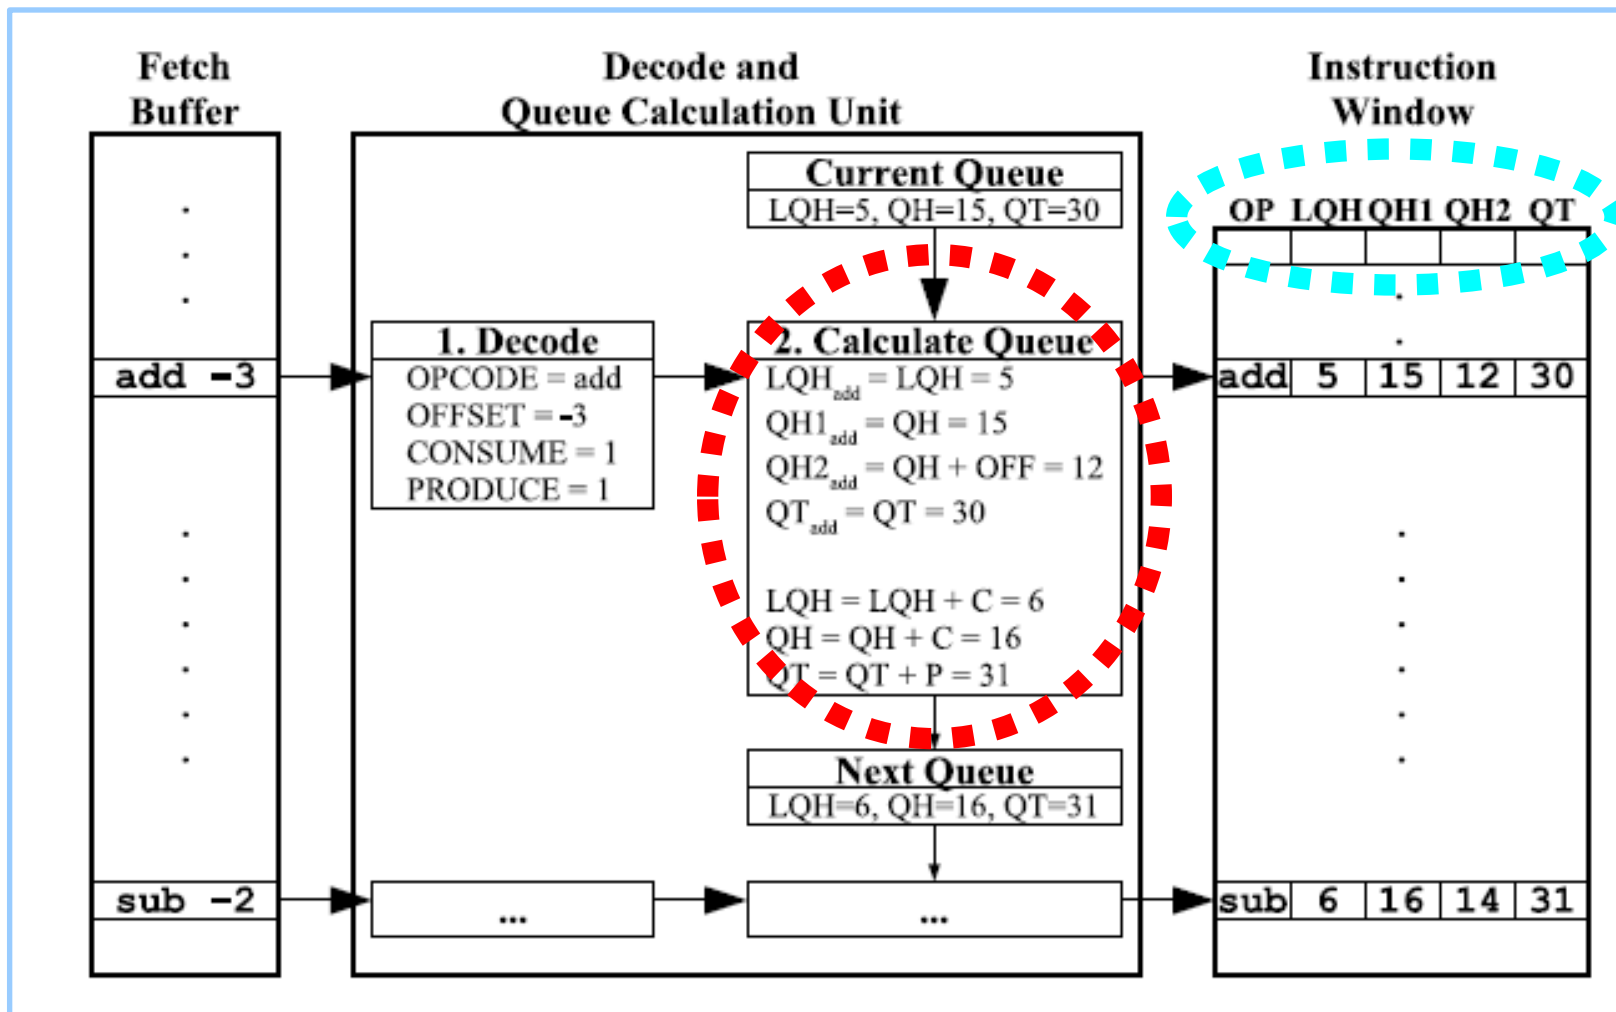 Fetch
Buffer
Decode and
Queue Calculation Unit
Instruction
Window
Current Queue
LQH=5, QH=15, QT=30
OP LQH QH1 QH2 QT
1. Decode
OPCODE = add
OFFSET = -3
CONSUME = 1
PRODUCE = 1
2. Calculate Queue
LQHadd = LQH = 5
QH1add = QH = 15
QH2add = QH + OFF = 12
QTadd = QT = 30
LQH = LQH + C = 6
QH = QH + C = 16
QT = QT + P = 31
add -3
add 5 15 12 30
Next Queue
LQH=6, QH=16, QT=31
sub -2
...
...
sub 6 16 14 31